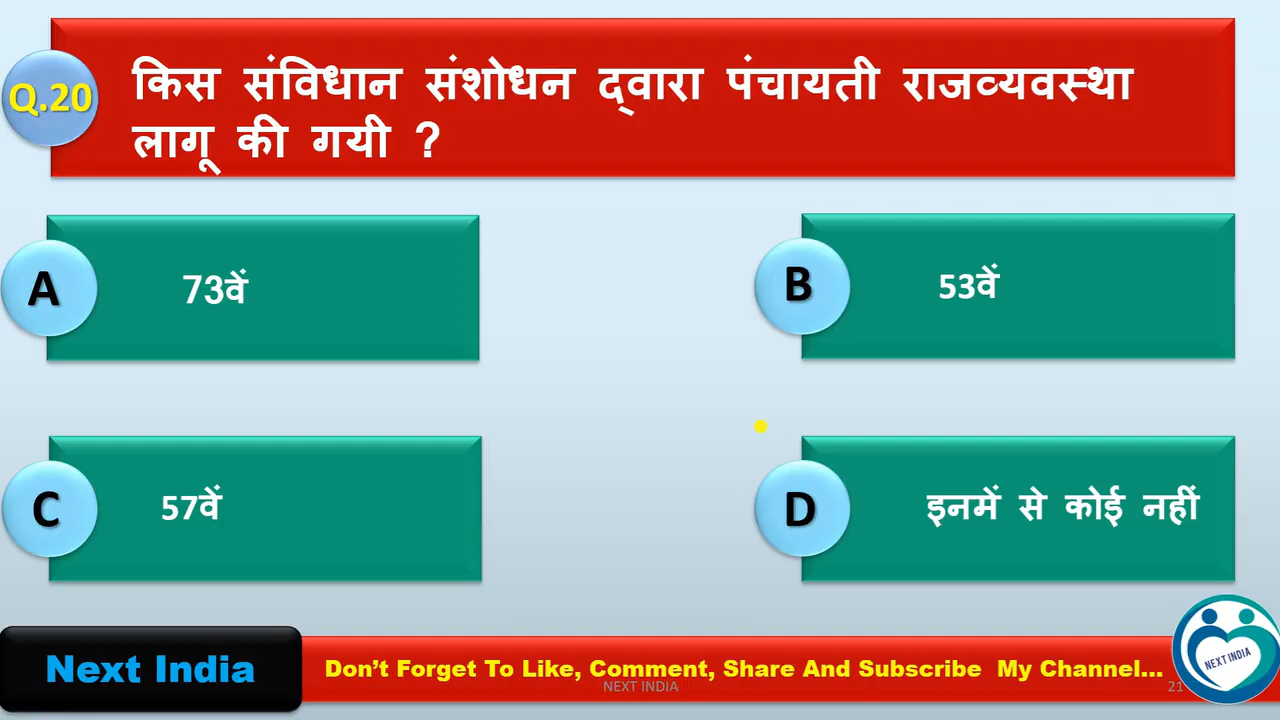 Q.20
किस संविधान संशोधन द्वारा पंचायती राजव्यवस्था
लागू की गयी ?
A
73वें
B
53वें
C
57वें
D
इनमें से कोई नहीं
Next India
Don’t Forget To Like, Comment, Share And Subscribe My Channel...
NEXT INDIA
21
NEXT INDIA